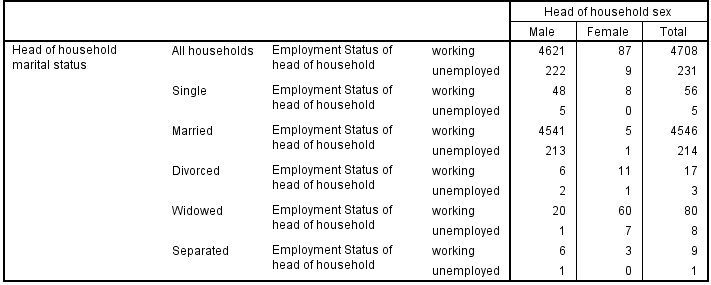 Head of household sex
Male Female Total
Head of household marital status All households Employment Status of head of household working 4621 87 4708
unemployed 222 9 231
Single Employment Status of head of household working 48 8 56
unemployed 5 0 5
Married Employment Status of head of household working 4541 5 4546
unemployed 213 1 214
Divorced Employment Status of head of household working 6 11 17
unemployed 2 1 3
Widowed Employment Status of head of household working 20 60 80
unemployed 1 7 8
Separated Employment Status of head of household working 6 3 9
unemployed 1 0 1